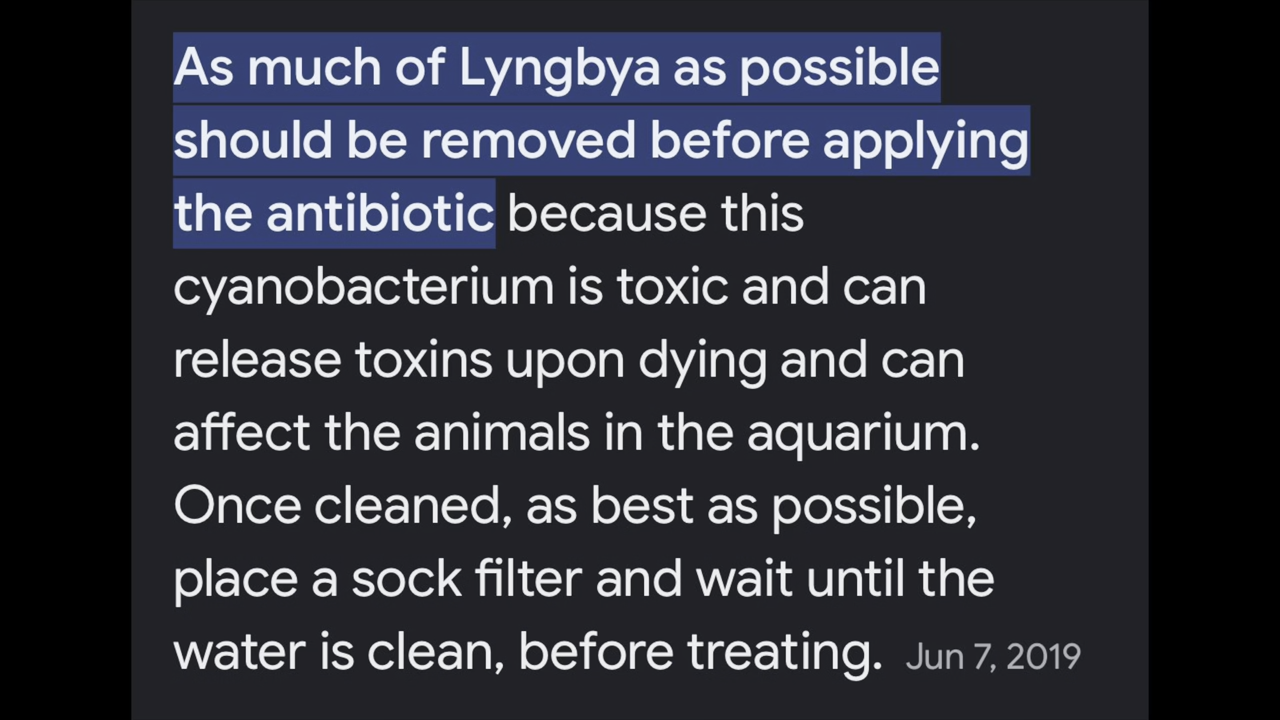 As much of Lyngbya as possible
should be removed before applying
the antibiotic because this
cyanobacterium is toxic and can
release toxins upon dying and can
affect the animals in the aquarium.
Once cleaned, as best as possible,
place a sock filter and wait until the
water is clean, before treating. Jun 7, 2019